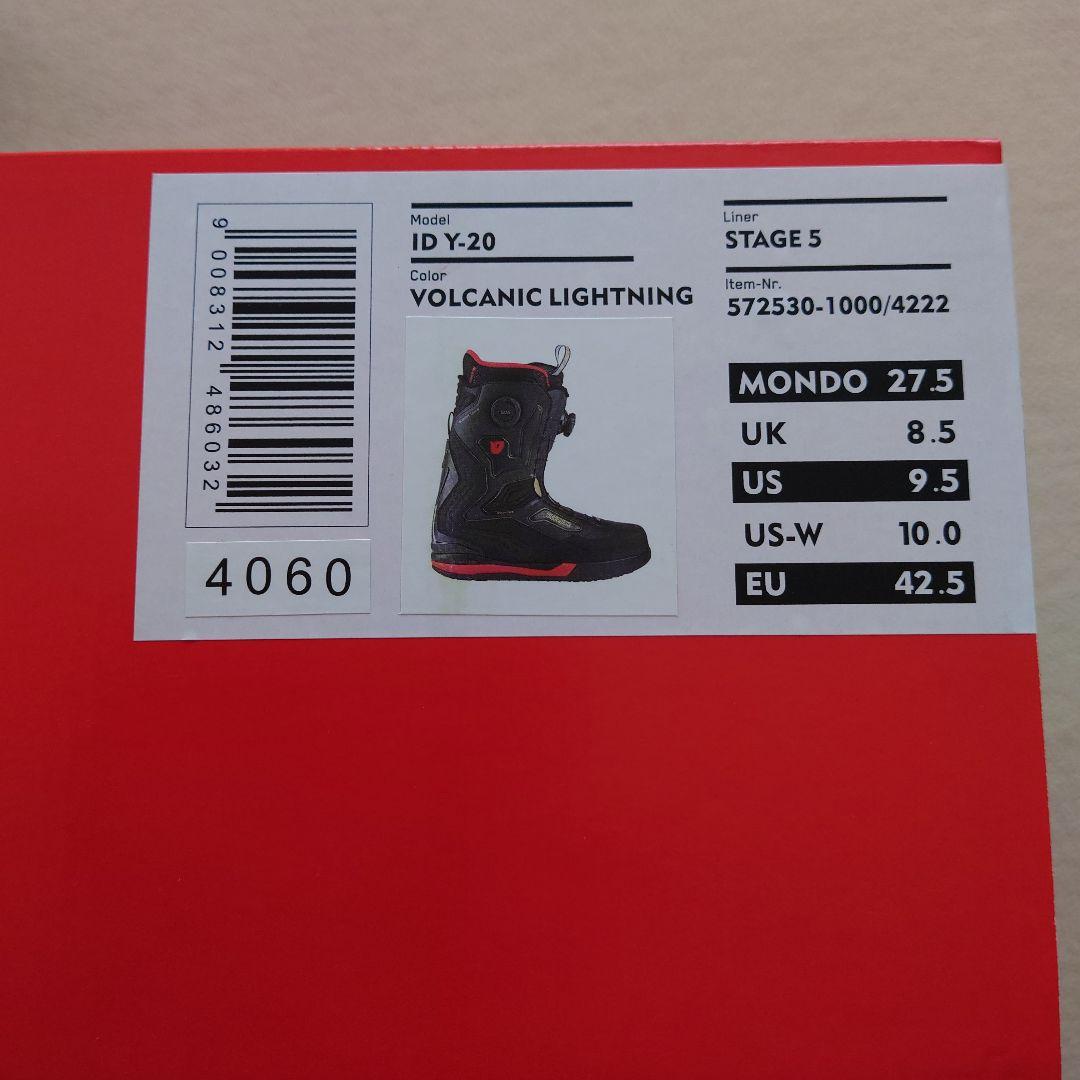 9 008312 486032
4060
Model
ID Y-20
Color
VOLCANIC LIGHTNING
Liner
STAGE 5
Item-Nr.
572530-1000/4222
MONDO 27.5
UK 8.5
US 9.5
US-W 10.0
EU 42.5